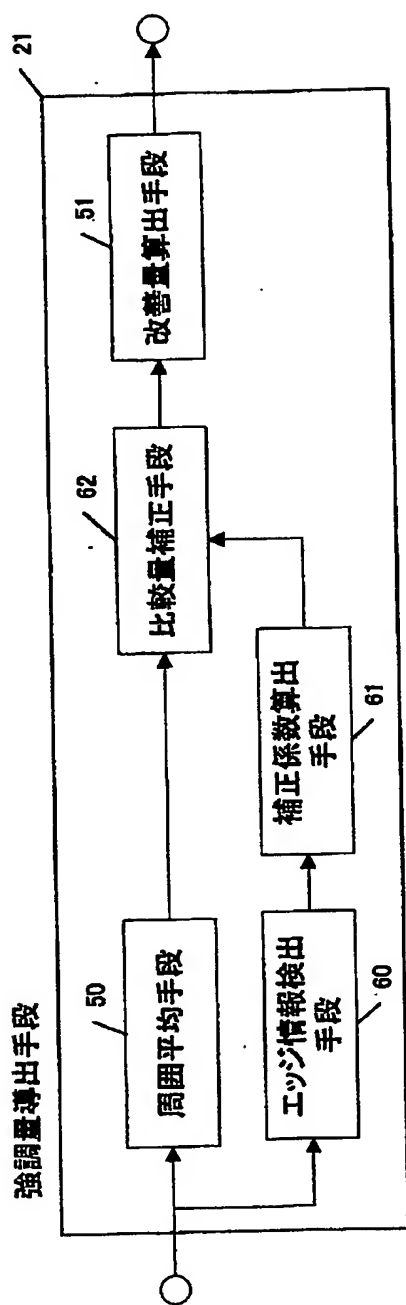 強調量導出手段
21
50
周囲平均手段
62
比較量補正手段
51
改善量算出手段
エッジ情報検出
手段
60
補正係数算出
手段
61